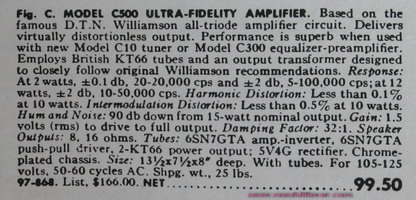 Fig. C. MODEL C500 ULTRA-FIDELITY AMPLIFIER. Based on the
famous D.T.N. Williamson all-triode amplifier circuit. Delivers
virtually distortionless output. Performance is superb when used
with new Model C10 tuner or Model C300 equalizer-preamplifier.
Employs British KT66 tubes and an output transformer designed
to closely follow original Williamson recommendations. Response:
At 2 watts, ±0.1 db, 20-20,000 cps and ±2 db, 5-100,000 cps; at 12
watts, ±2 db, 10-50,000 cps. Harmonic Distortion: Less than 0.1%
at 10 watts. Intermodulation Distortion: Less than 0.5% at 10 watts.
Hum and Noise: 90 db down from 15-watt nominal output. Gain: 1.5
volts (rms) to drive to full output. Damping Factor: 32:1. Speaker
Outputs: 8, 16 ohms. Tubes: 6SN7GTA amp.-inverter, 6SN7GTA
push-pull driver, 2-KT66 power output; 5V4G rectifier. Chrome-
plated chassis. Size: 13½x7½x8" deep. With tubes. For 105-125
volts, 50-60 cycles AC. Shpg. wt., 25 lbs.
97-868. List, $166.00. NET 99.50